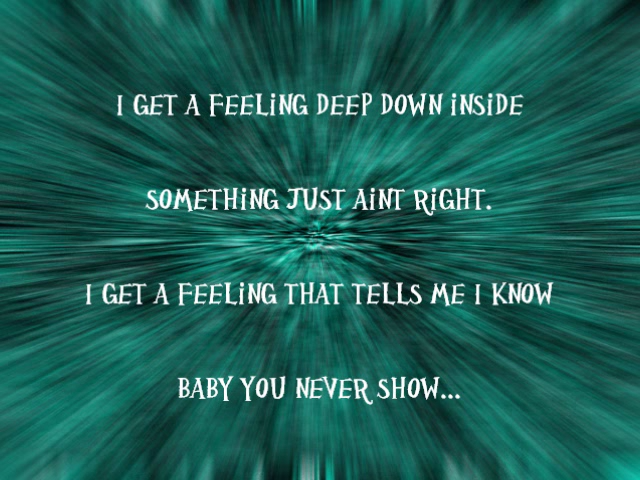 I GET A FEELING DEEP DOWN INSIDE
SOMETHING JUST AINT RIGHT.
I GET A FEELING THAT TELLS ME I KNOW
BABY YOU NEVER SHOW...